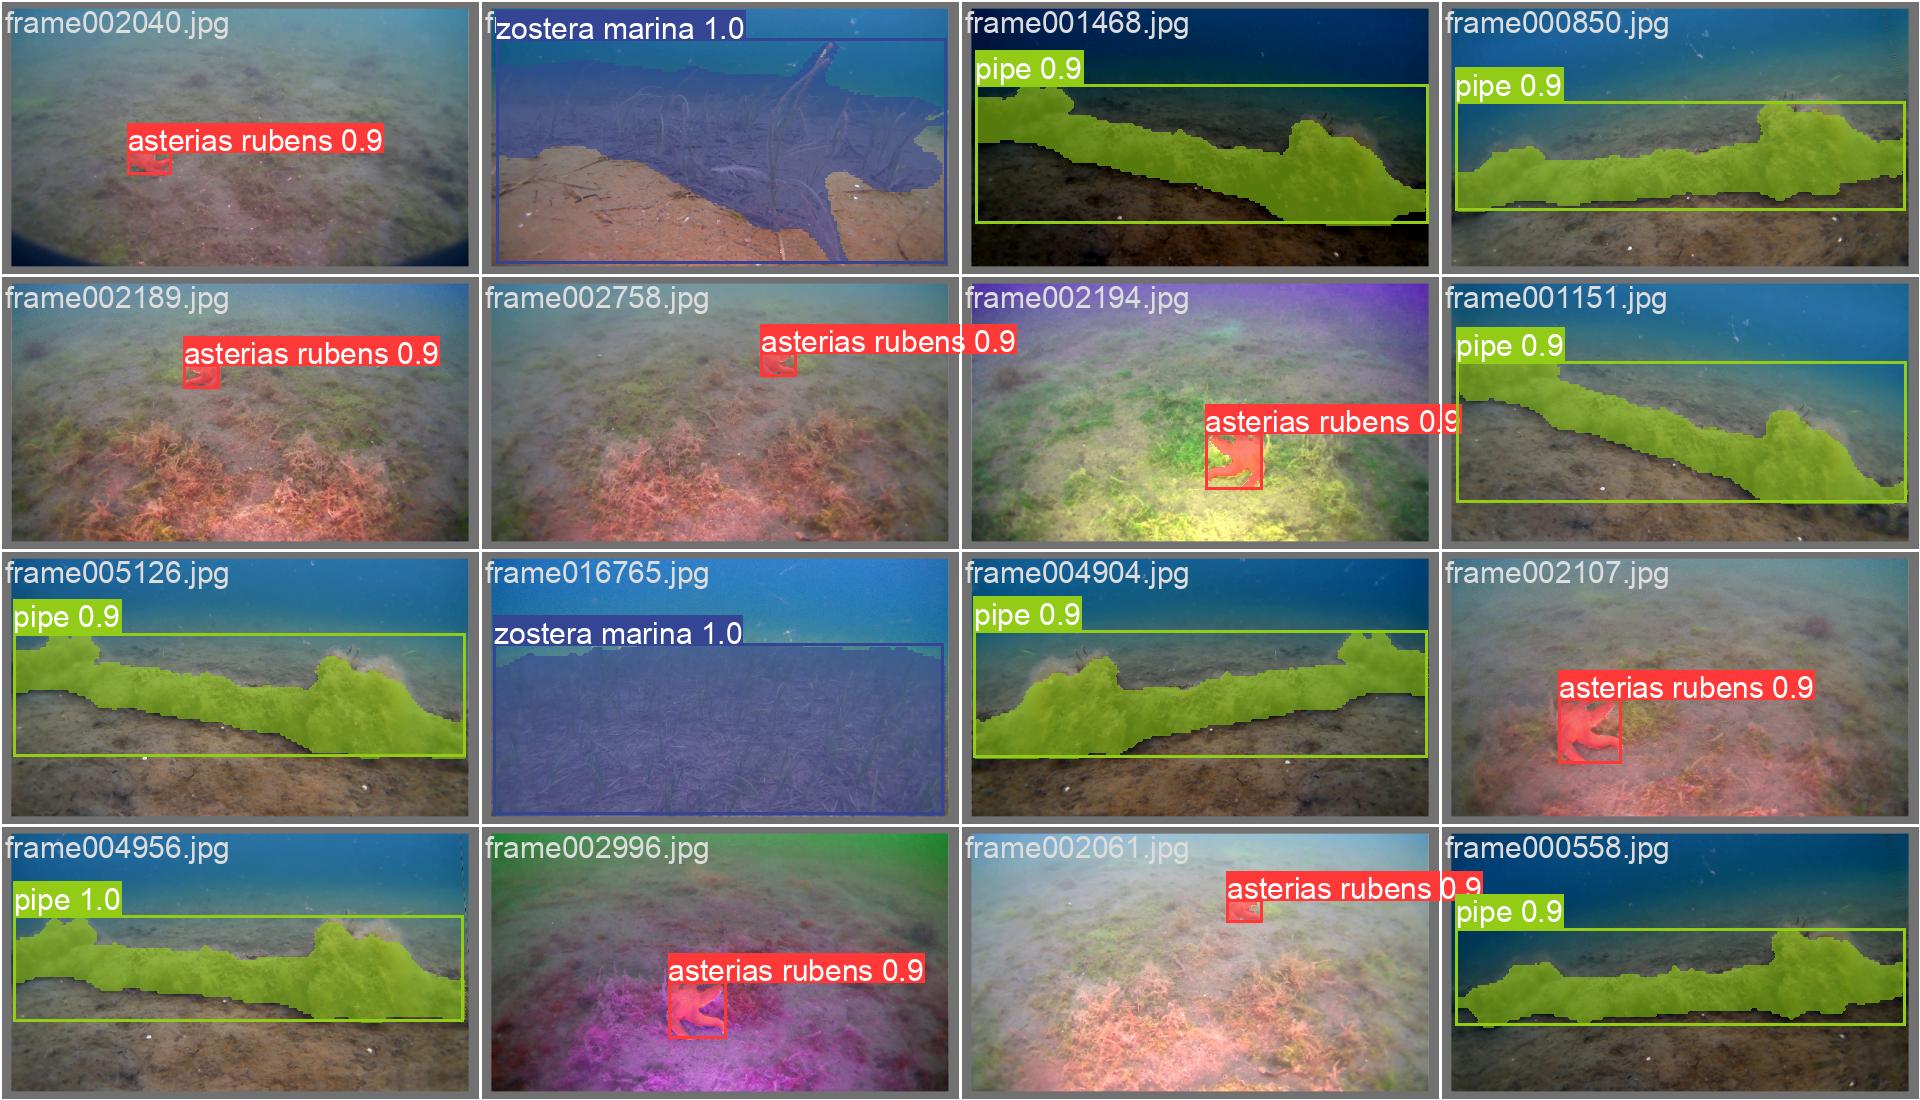 frame002040.jpg
asterias rubens 0.9
zostera marina 1.0
frame001468.jpg
pipe 0.9
frame000850.jpg
pipe 0.9
frame002189.jpg
asterias rubens 0.9
frame002758.jpg
asterias rubens 0.9
frame002194.jpg
asterias rubens 0.9
frame001151.jpg
pipe 0.9
frame005126.jpg
pipe 0.9
frame016765.jpg
zostera marina 1.0
frame004904.jpg
pipe 0.9
frame002107.jpg
asterias rubens 0.9
frame004956.jpg
pipe 1.0
frame002996.jpg
asterias rubens 0.9
frame002061.jpg
asterias rubens 0.9
frame000558.jpg
pipe 0.9